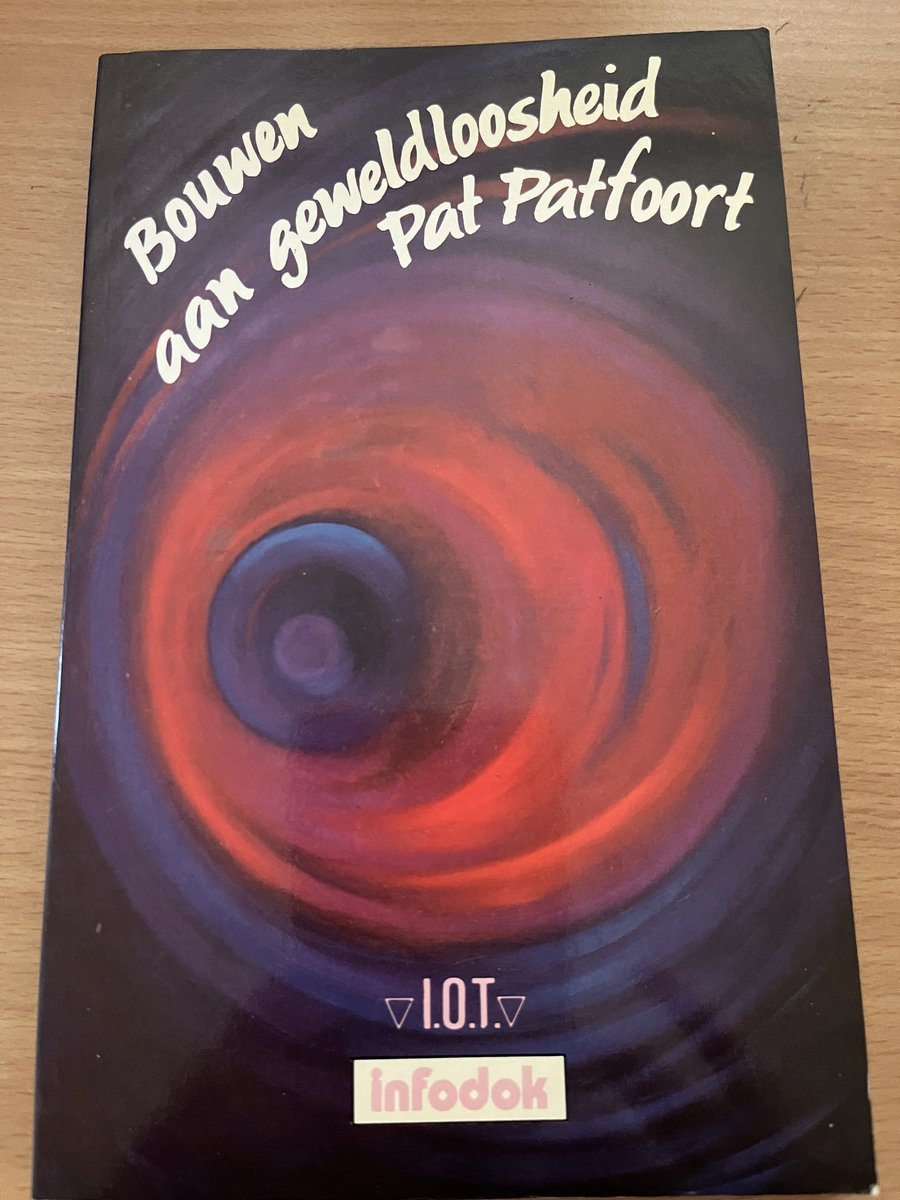 Bouwen
aan geweldloosheid
Pat Patfoort
I.O.T.
infodok